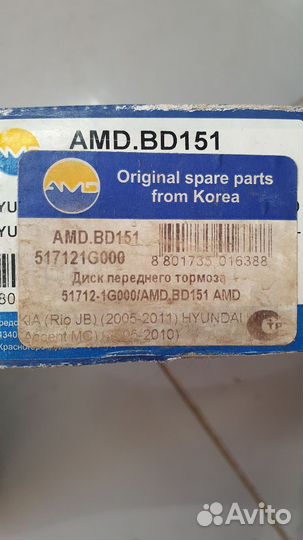 AMD.BD151
AMD
Original spare parts
from Korea
AMD.BD151
517121G000
8 801735 016388
Диск переднего тормоза
51712-1G000/AMD.BD151 AMD
KIA (Rio JB) (2005-2011) HYUNDAI
(Accent MC) (2005-2010)
Avito